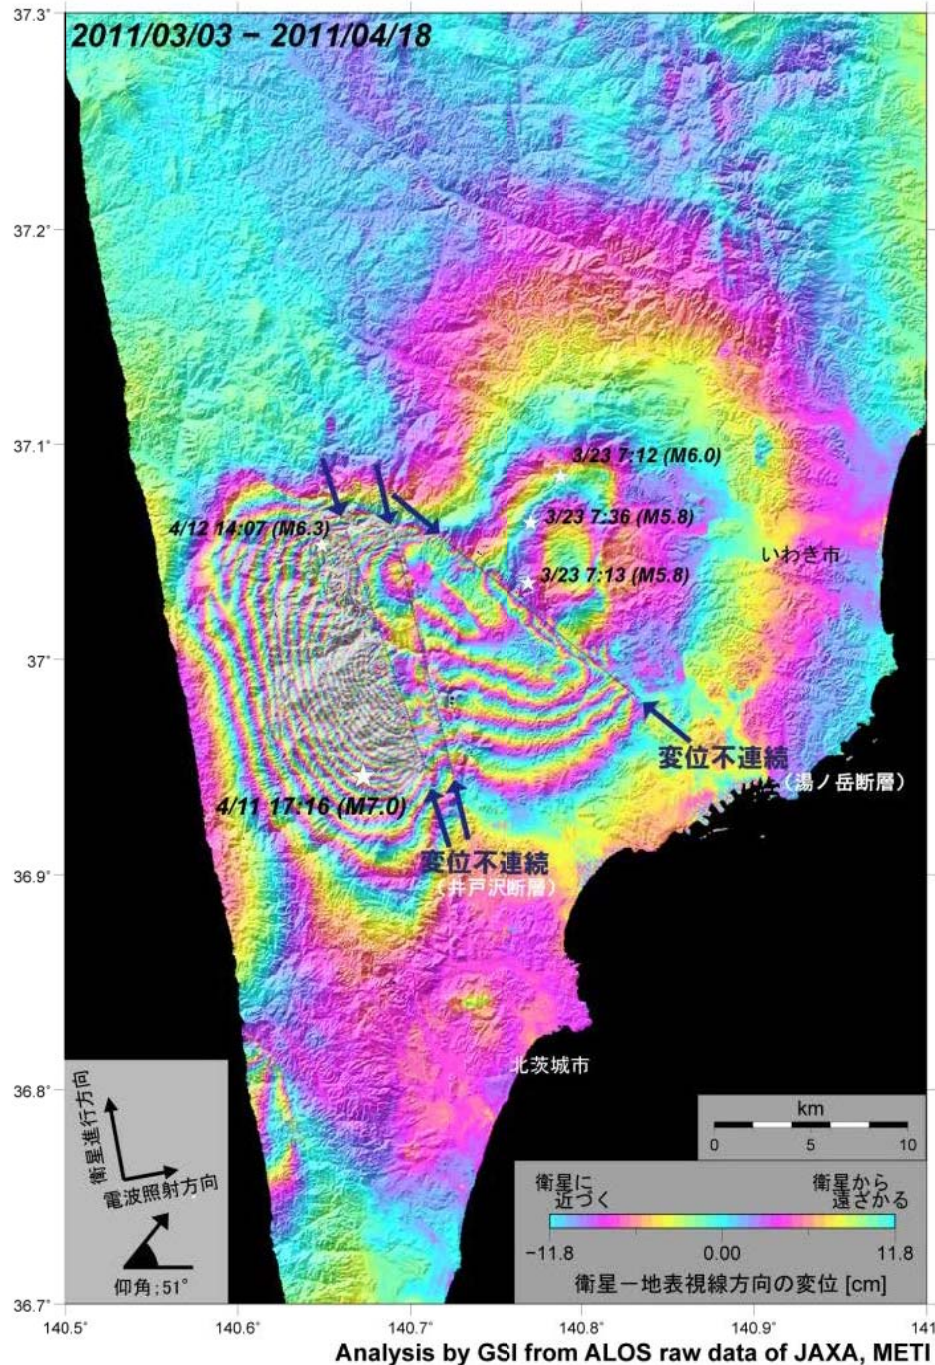 2011/03/03 – 2011/04/18
37.3˚
37.2˚
37.1˚
37˚
36.9˚
36.8˚
36.7˚
3/23 7:12 (M6.0)
4/12 14:07 (M6.3)
3/23 7:36 (M5.8)
いわき市
3/23 7:13 (M5.8)
変位不連続
(湯ノ岳断層)
4/11 17:16 (M7.0)
変位不連続
(井戸沢断層)
北茨城市
衛星進行方向
電波照射方向
仰角;51°
km
0 5 10
衛星に
近づく
衛星から
遠ざかる
−11.8 0.00 11.8
衛星ー地表視線方向の変位 [cm]
140.5˚ 140.6˚ 140.7˚ 140.8˚ 140.9˚ 141
Analysis by GSI from ALOS raw data of JAXA, METI